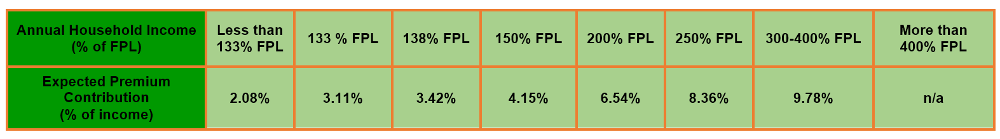 Annual Household Income
(% of FPL)
Less than
133% FPL
133 % FPL
138% FPL
150% FPL
200% FPL
250% FPL
300-400% FPL
More than
400% FPL
Expected Premium
Contribution
(% of income)
2.08%
3.11%
3.42%
4.15%
6.54%
8.36%
9.78%
n/a